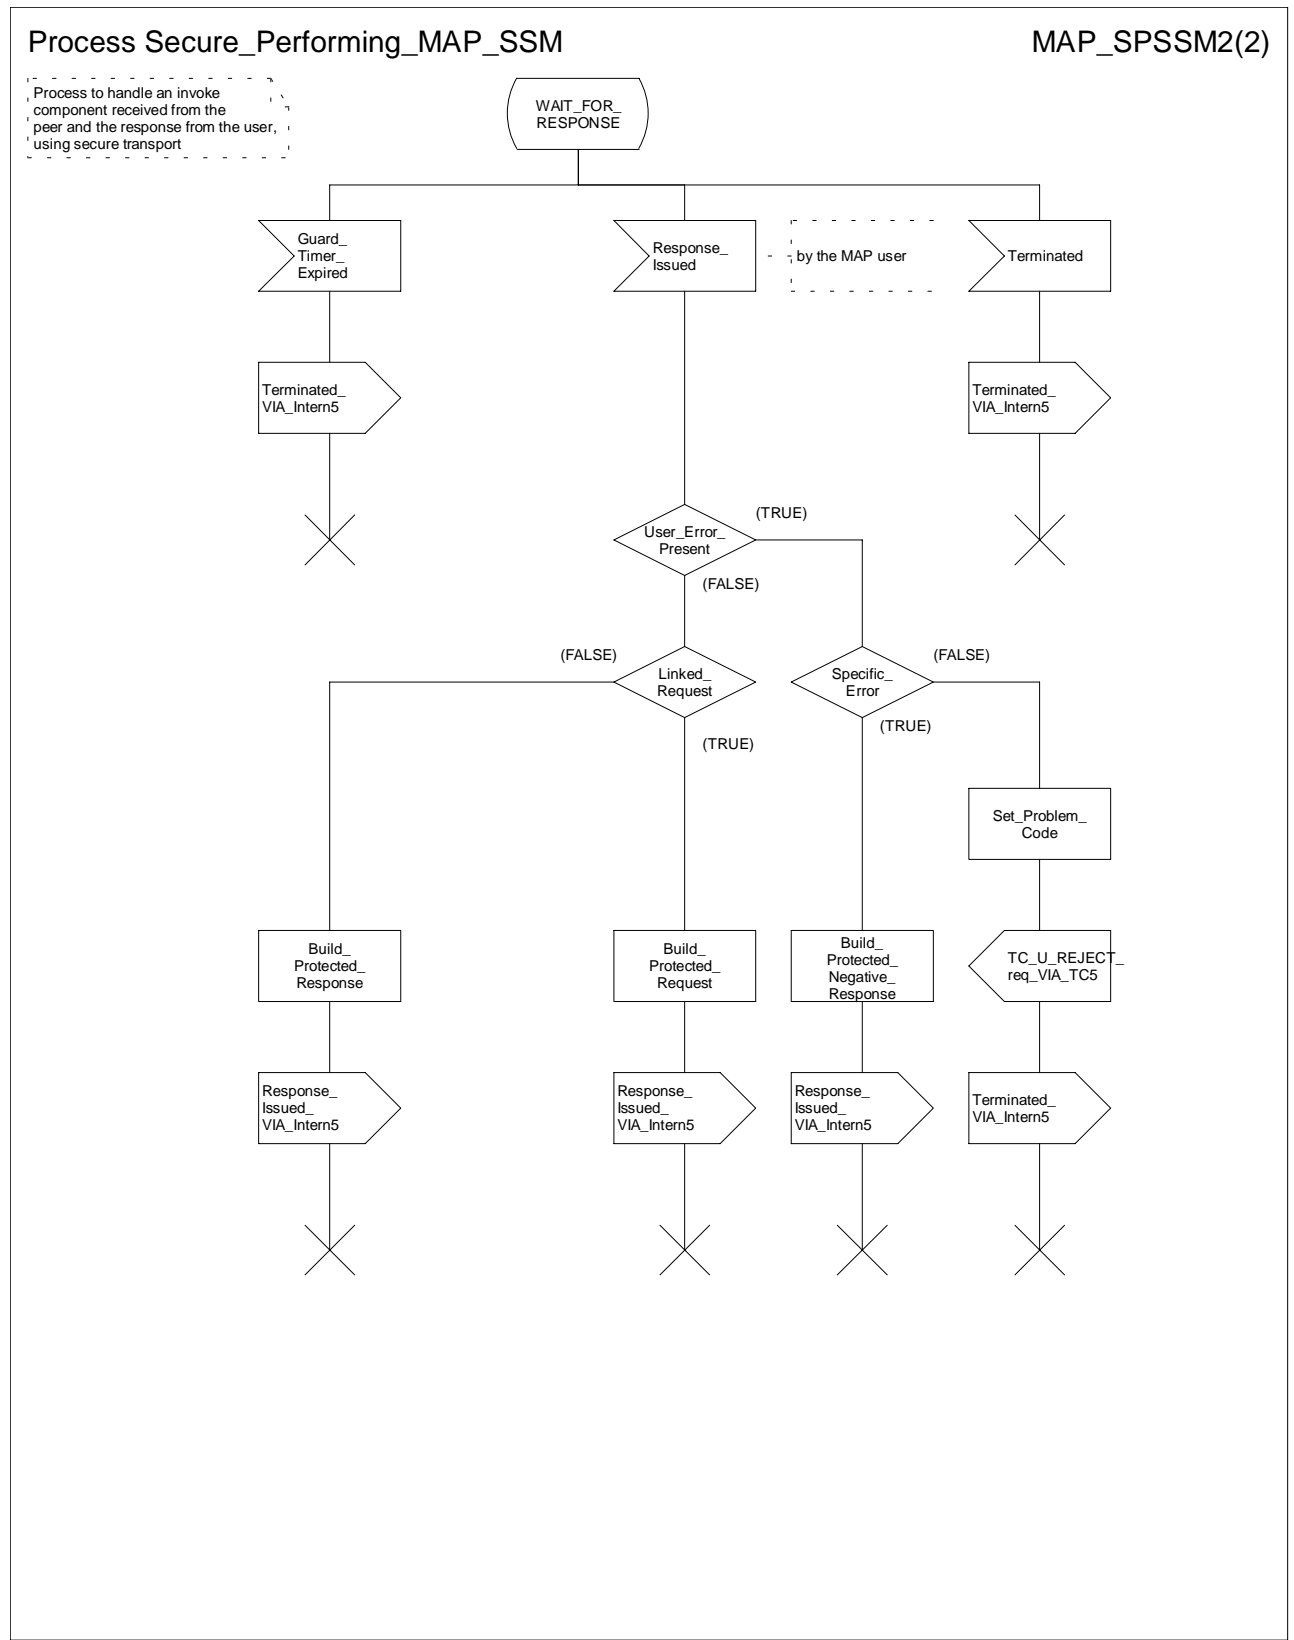 Process Secure_Performing_MAP_SSM
MAP_SPSSM2(2)
Process to handle an invoke
component received from the
peer and the response from the user,
using secure transport
WAIT_FOR_
RESPONSE
Guard_
Timer_
Expired
Response_
Issued
by the MAP user
Terminated
Terminated_
VIA_Intern5
Terminated_
VIA_Intern5
(TRUE)
User_Error_
Present
(FALSE)
(FALSE)
Linked_
Request
(TRUE)
Specific_
Error
(FALSE)
(TRUE)
Set_Problem_
Code
Build_
Protected_
Response
Build_
Protected_
Request
Build_
Protected_
Negative_
Response
TC_U_REJECT_
req_VIA_TC5
Response_
Issued_
VIA_Intern5
Response_
Issued_
VIA_Intern5
Response_
Issued_
VIA_Intern5
Terminated_
VIA_Intern5